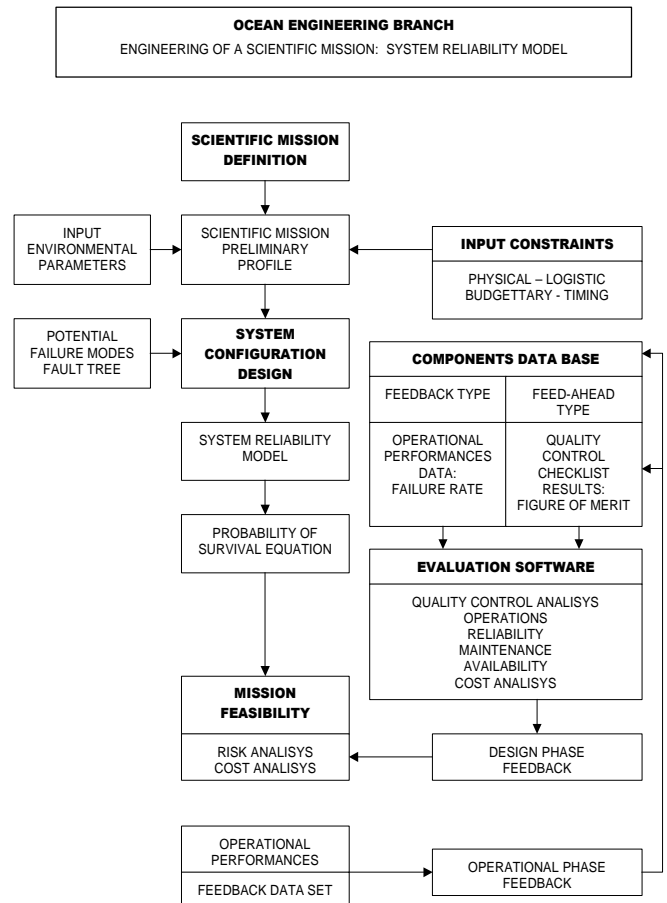 OCEAN ENGINEERING BRANCH
ENGINEERING OF A SCIENTIFIC MISSION: SYSTEM RELIABILITY MODEL
SCIENTIFIC MISSION
DEFINITION
INPUT
ENVIRONMENTAL
PARAMETERS
SCIENTIFIC MISSION
PRELIMINARY
PROFILE
INPUT CONSTRAINTS
PHYSICAL – LOGISTIC
BUDGETTARY - TIMING
POTENTIAL
FAILURE MODES
FAULT TREE
SYSTEM
CONFIGURATION
DESIGN
COMPONENTS DATA BASE
FEEDBACK TYPE
FEED-AHEAD
TYPE
OPERATIONAL
PERFORMANCES
DATA:
FAILURE RATE
QUALITY
CONTROL
CHECKLIST
RESULTS:
FIGURE OF MERIT
SYSTEM RELIABILITY
MODEL
PROBABILITY OF
SURVIVAL EQUATION
EVALUATION SOFTWARE
QUALITY CONTROL ANALISYS
OPERATIONS
RELIABILITY
MAINTENANCE
AVAILABILITY
COST ANALISYS
MISSION
FEASIBILITY
RISK ANALISYS
COST ANALISYS
DESIGN PHASE
FEEDBACK
OPERATIONAL
PERFORMANCES
FEEDBACK DATA SET
OPERATIONAL PHASE
FEEDBACK